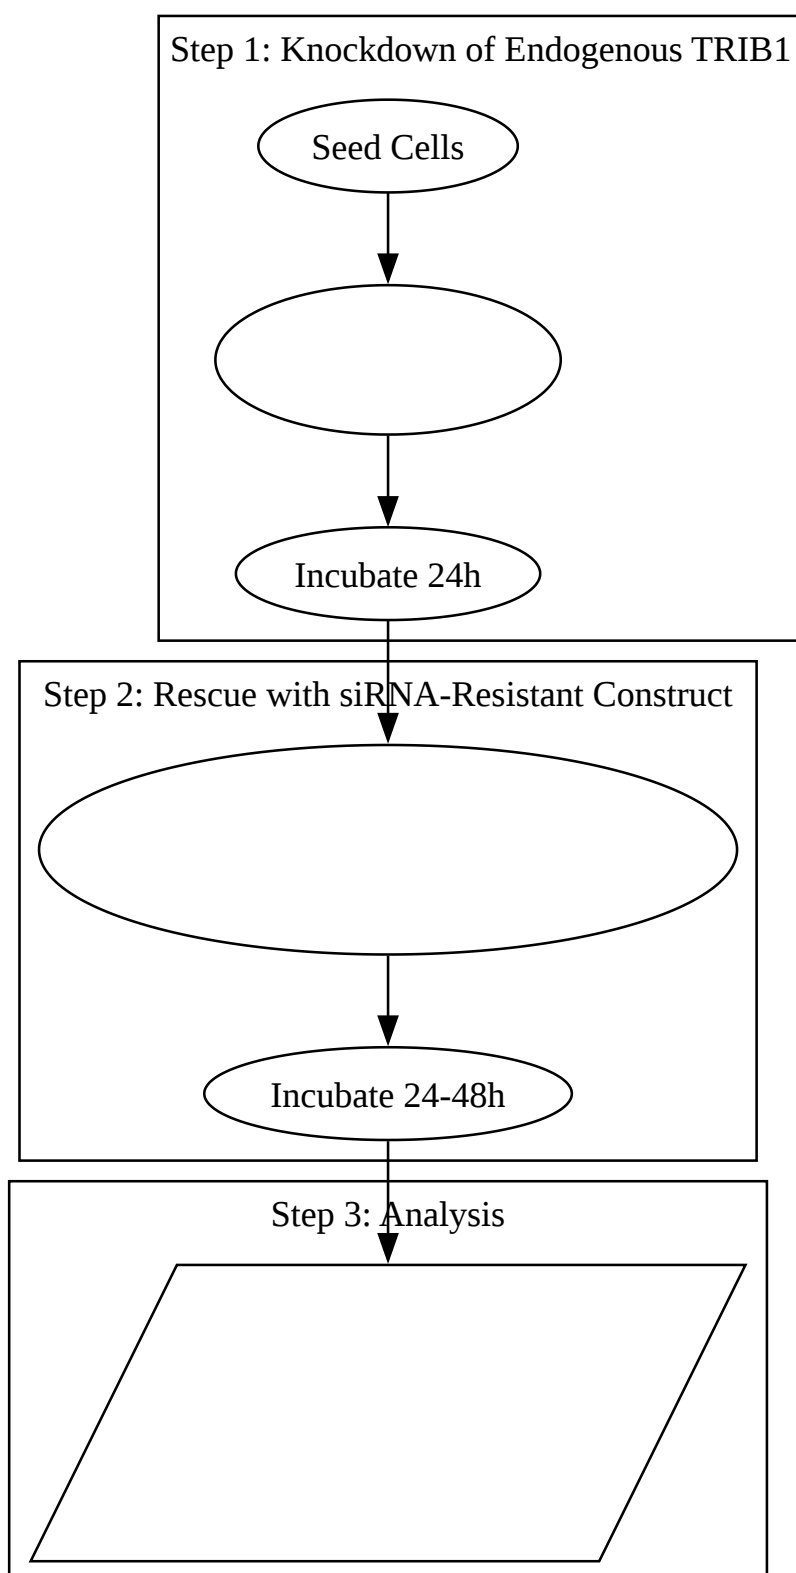 Step 1: Knockdown of Endogenous TRIB1
Seed Cells
Incubate 24h
Step 2: Rescue with siRNA-Resistant Construct
Incubate 24-48h
Step 3: Analysis